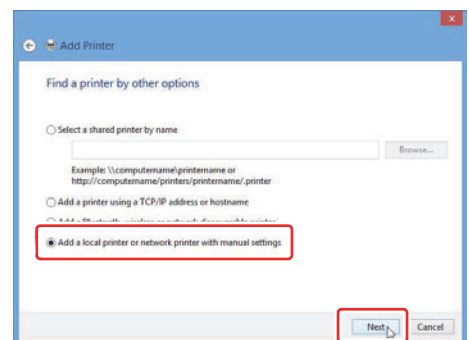 Add Printer
Find a printer by other options
Select a shared printer by name
Browse...
Example: \\computername\printername or
http://computername/printers/printername/.printer
Add a printer using a TCP/IP address or hostname
Add a local printer or network printer with manual settings
Next
Cancel